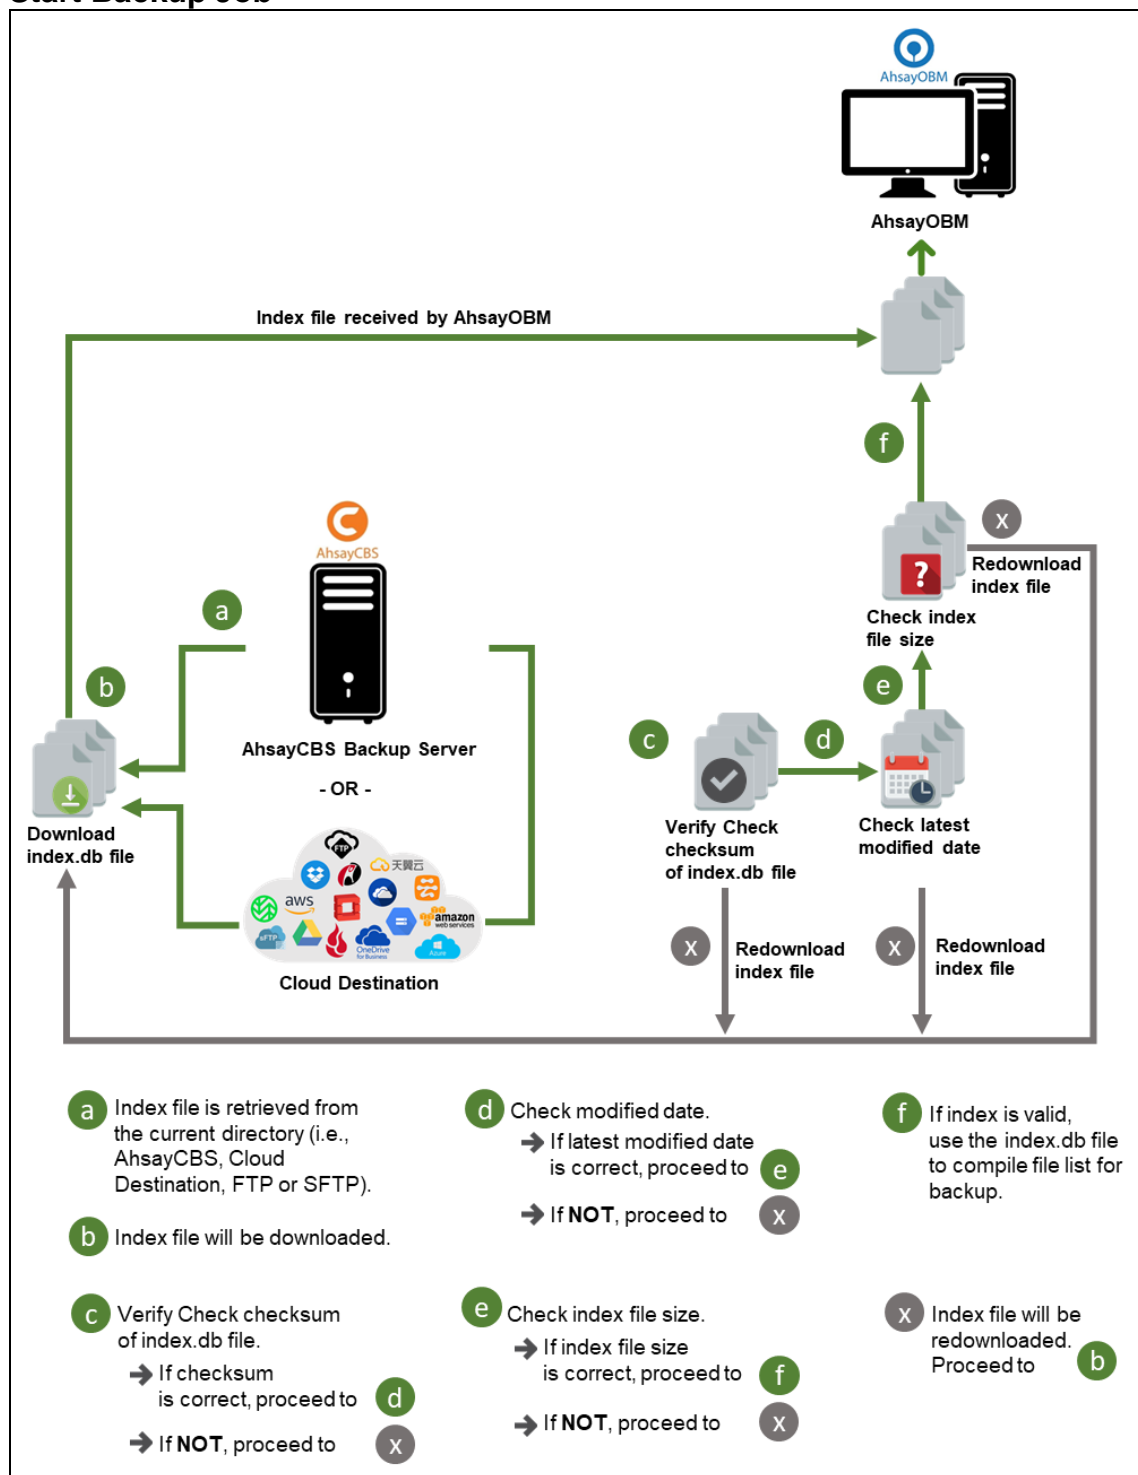 Start Backup Job
AhsayOBM
AhsayOBM
Index file received by AhsayOBM
f
x
Redownload
index file
?
Check index
file size
AhsayCBS
a
b
e
c
d
AhsayCBS Backup Server
- OR -
Download
index.db file
Verify Check
checksum
of index.db file
Check latest
modified date
FTP
天翼云
aws
amazon
web services
sFTP
OneDrive
for Business
Azure
Cloud Destination
x
Redownload
index file
x
Redownload
index file
a
Index file is retrieved from
the current directory (i.e.,
AhsayCBS, Cloud
Destination, FTP or SFTP).
b
Index file will be downloaded.
c
Verify Check checksum
of index.db file.
➔ If checksum
is correct, proceed to d
➔ If NOT, proceed to x
d
Check modified date.
➔ If latest modified date
is correct, proceed to e
➔ If NOT, proceed to x
e
Check index file size.
➔ If index file size
is correct, proceed to f
➔ If NOT, proceed to x
f
If index is valid,
use the index.db file
to compile file list for
backup.
x
Index file will be
redownloaded.
Proceed to b